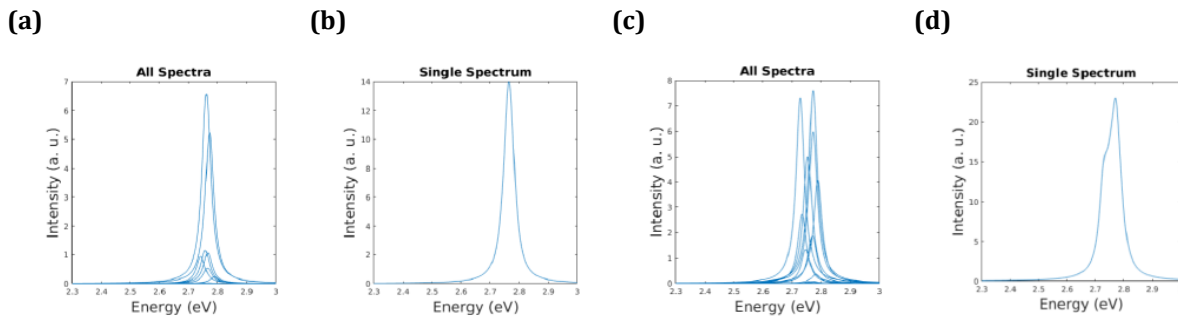 (a)
All Spectra
Intensity (a. u.)
7
6
5
4
3
2
1
0
2.3 2.4 2.5 2.6 2.7 2.8 2.9 3
Energy (eV)
(b)
Single Spectrum
Intensity (a. u.)
14
12
10
8
6
4
2
0
2.3 2.4 2.5 2.6 2.7 2.8 2.9 3
Energy (eV)
(c)
All Spectra
Intensity (a. u.)
8
7
6
5
4
3
2
1
0
2.3 2.4 2.5 2.6 2.7 2.8 2.9 3
Energy (eV)
(d)
Single Spectrum
Intensity (a. u.)
25
20
15
10
5
0
2.3 2.4 2.5 2.6 2.7 2.8 2.9
Energy (eV)